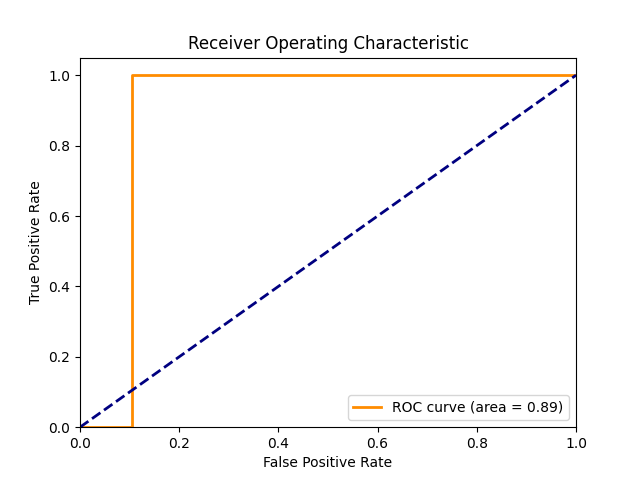 Receiver Operating Characteristic
True Positive Rate
1.0
0.8
0.6
0.4
0.2
0.0
ROC curve (area = 0.89)
0.0 0.2 0.4 0.6 0.8 1.0
False Positive Rate